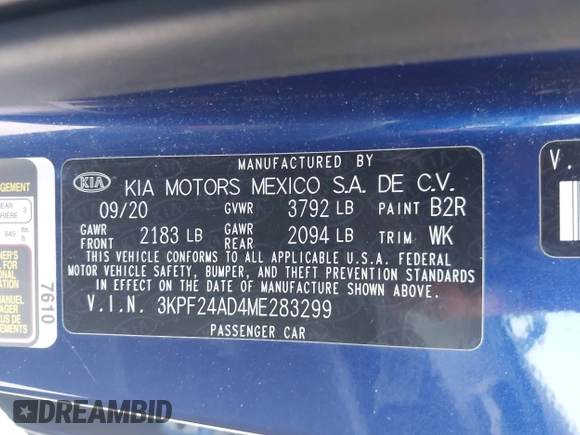 MANUFACTURED BY
KIA KIA MOTORS MEXICO S.A. DE C.V.
09/20 GVWR 3792 LB PAINT B2R
GAWR FRONT 2183 LB GAWR REAR 2094 LB TRIM WK
THIS VEHICLE CONFORMS TO ALL APPLICABLE U.S.A. FEDERAL
MOTOR VEHICLE SAFETY, BUMPER, AND THEFT PREVENTION STANDARDS
IN EFFECT ON THE DATE OF MANUFACTURE SHOWN ABOVE.
V.I.N. 3KPF24AD4ME283299
PASSENGER CAR
7610
V.
DREAMBID